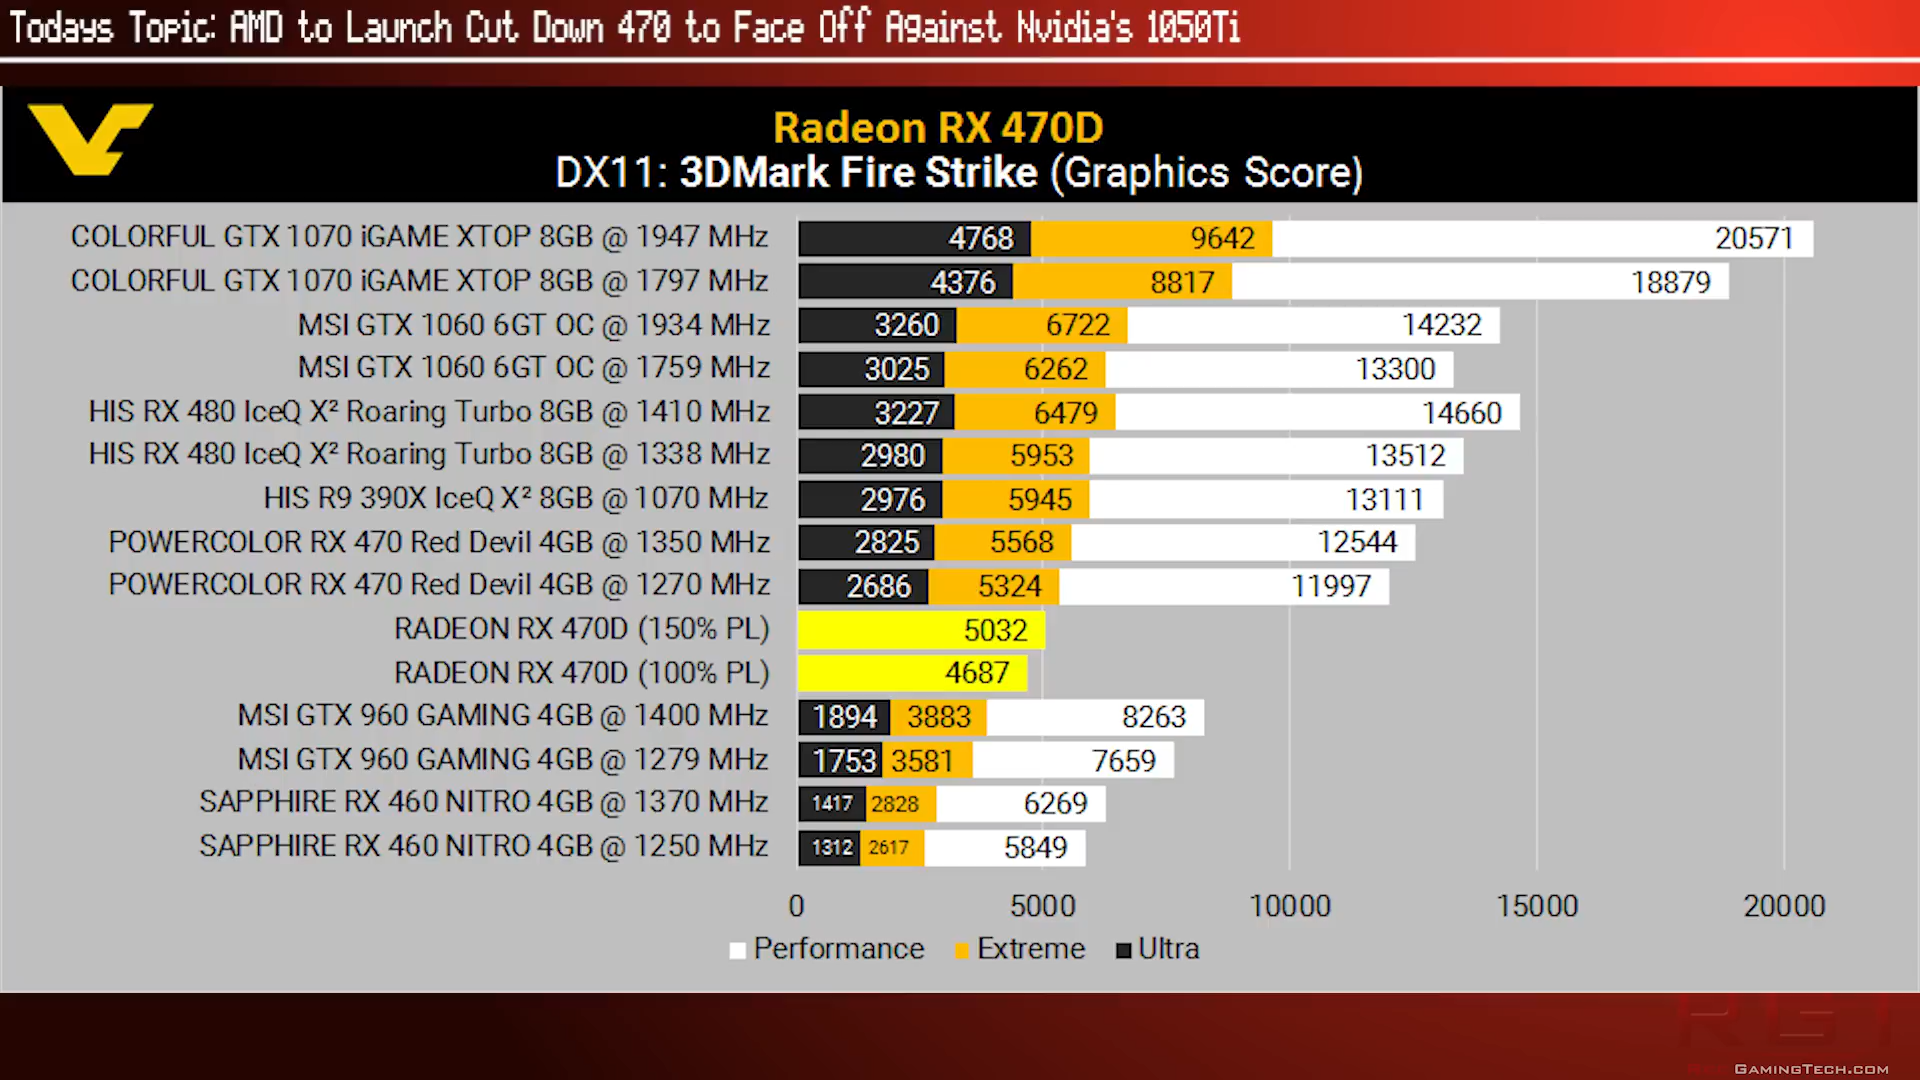 Todays Topic: AMD to Launch Cut Down 470 to Face Off Against Nvidia's 1050Ti
Radeon RX 470D
DX11: 3DMark Fire Strike (Graphics Score)
COLORFUL GTX 1070 iGAME XTOP 8GB @ 1947 MHz 4768 9642 20571
COLORFUL GTX 1070 iGAME XTOP 8GB @ 1797 MHz 4376 8817 18879
MSI GTX 1060 6GT OC @ 1934 MHz 3260 6722 14232
MSI GTX 1060 6GT OC @ 1759 MHz 3025 6262 13300
HIS RX 480 IceQ X² Roaring Turbo 8GB @ 1410 MHz 3227 6479 14660
HIS RX 480 IceQ X² Roaring Turbo 8GB @ 1338 MHz 2980 5953 13512
HIS R9 390X IceQ X² 8GB @ 1070 MHz 2976 5945 13111
POWERCOLOR RX 470 Red Devil 4GB @ 1350 MHz 2825 5568 12544
POWERCOLOR RX 470 Red Devil 4GB @ 1270 MHz 2686 5324 11997
RADEON RX 470D (150% PL) 5032
RADEON RX 470D (100% PL) 4687
MSI GTX 960 GAMING 4GB @ 1400 MHz 1894 3883 8263
MSI GTX 960 GAMING 4GB @ 1279 MHz 1753 3581 7659
SAPPHIRE RX 460 NITRO 4GB @ 1370 MHz 1417 2828 6269
SAPPHIRE RX 460 NITRO 4GB @ 1250 MHz 1312 2617 5849
0 5000 10000 15000 20000
Performance Extreme Ultra
RGT
GAMINGTECH.COM